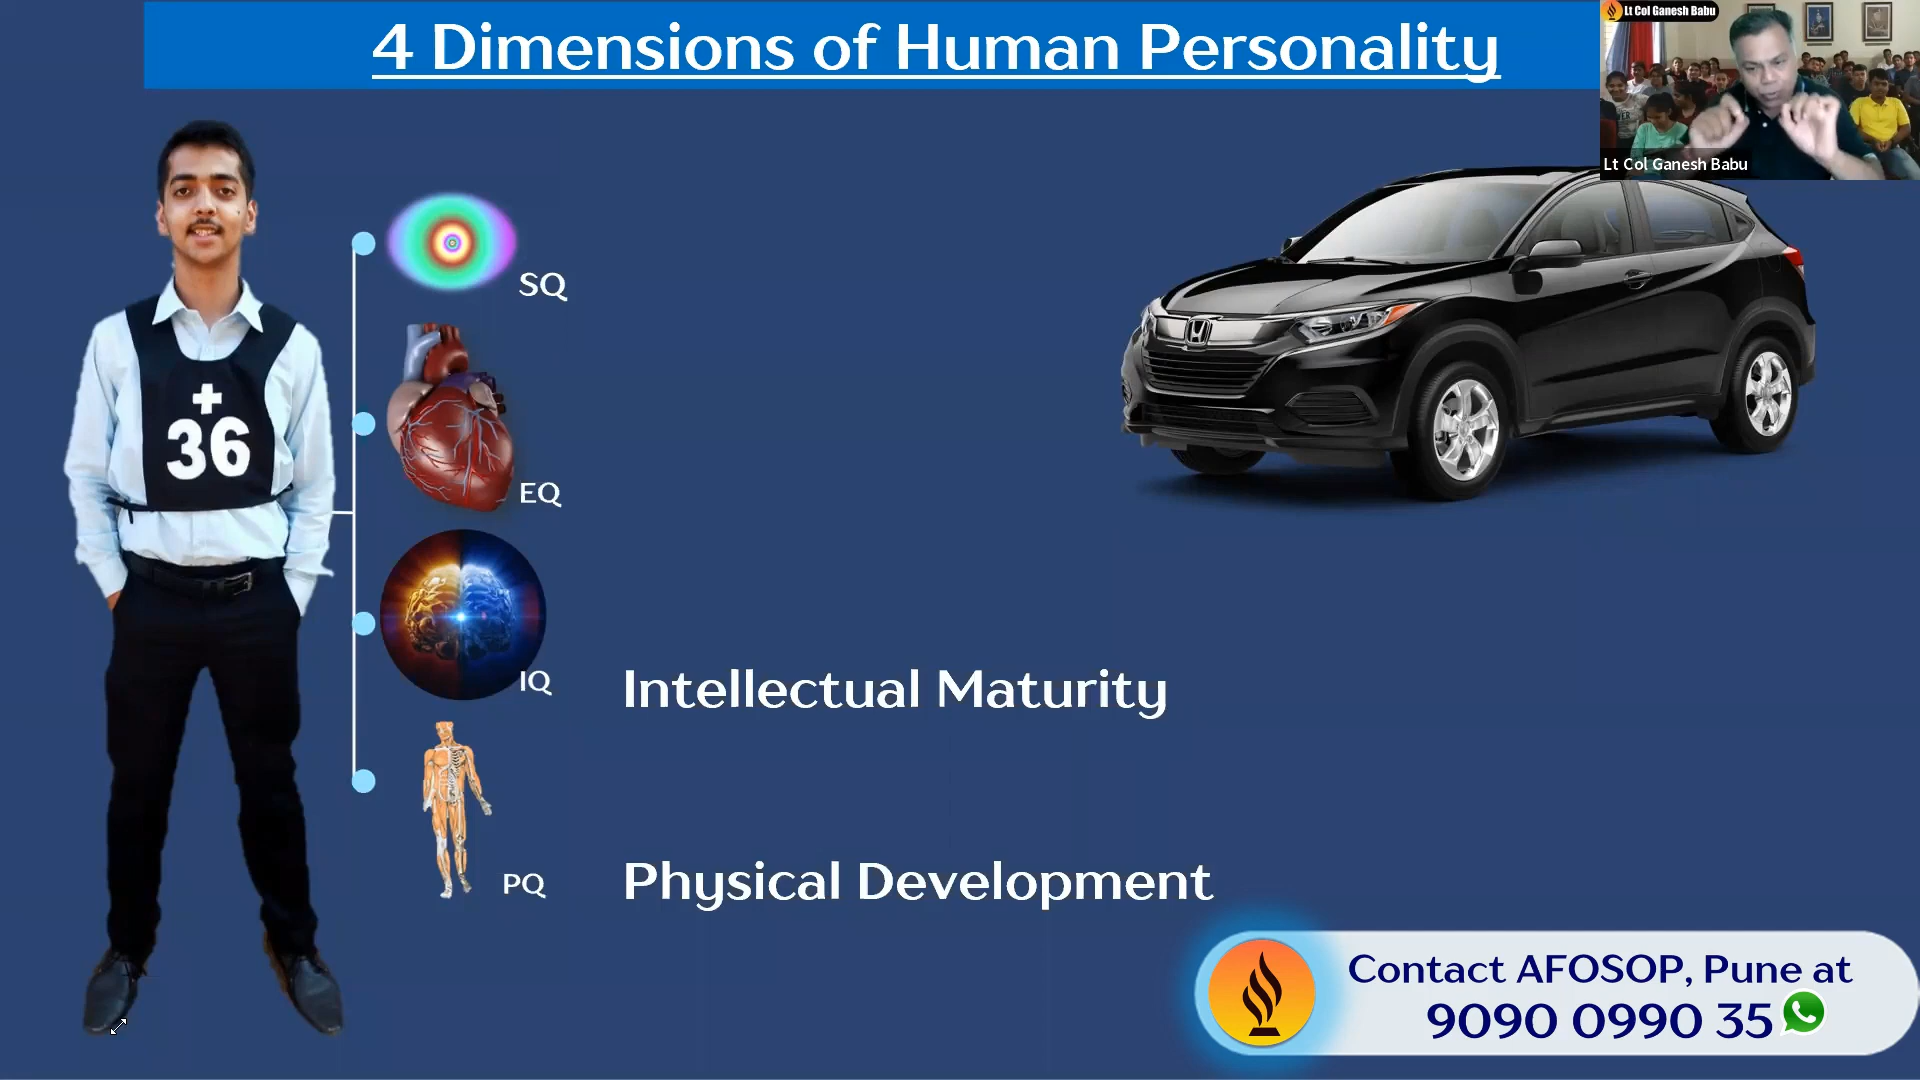 4 Dimensions of Human Personality
Lt Col Ganesh Babu
Lt Col Ganesh Babu
SQ
36
EQ
IQ
Intellectual Maturity
PQ
Physical Development
Contact AFOSOP, Pune at
9090 0990 35